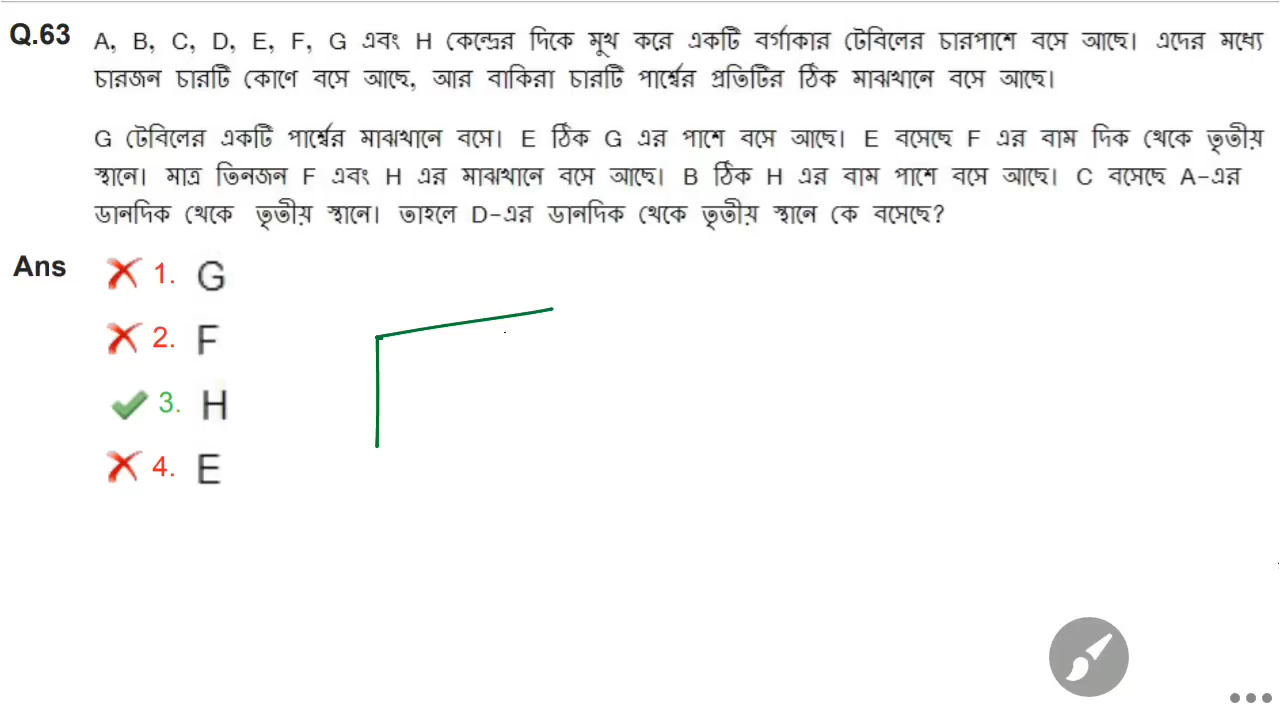 Q.63 A, B, C, D, E, F, G এবং H কেন্দ্রের দিকে মুখ করে একটি বর্গাকার টেবিলের চারপাশে বসে আছে। এদের মধ্যে
চারজন চারটি কোণে বসে আছে, আর বাকিরা চারটি পার্শ্বের প্রতিটির ঠিক মাঝখানে বসে আছে।
G টেবিলের একটি পার্শ্বের মাঝখানে বসে। E ঠিক G এর পাশে বসে আছে। E বসেছে F এর বাম দিক থেকে তৃতীয়
স্থানে। মাত্র তিনজন F এবং H এর মাঝখানে বসে আছে। B ঠিক H এর বাম পাশে বসে আছে। C বসেছে A-এর
ডানদিক থেকে তৃতীয় স্থানে। তাহলে D-এর ডানদিক থেকে তৃতীয় স্থানে কে বসেছে?
Ans 1. G
2. F
3. H
4. E